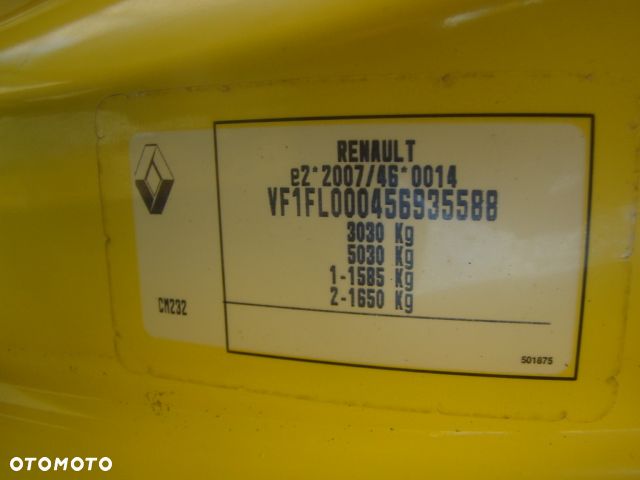 RENAULT
e2*2007/46*0014
VF1FL000456935588
3030 Kg
5030 Kg
1-1585 Kg
2-1650 Kg
CM232
501875
OTOMOTO